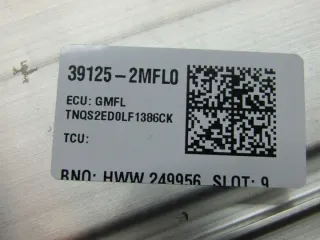 39125-2MFL0
ECU: GMFL
TNQS2ED0LF1386CK
TCU:
BNO: HWW 249956 SLOT: 9